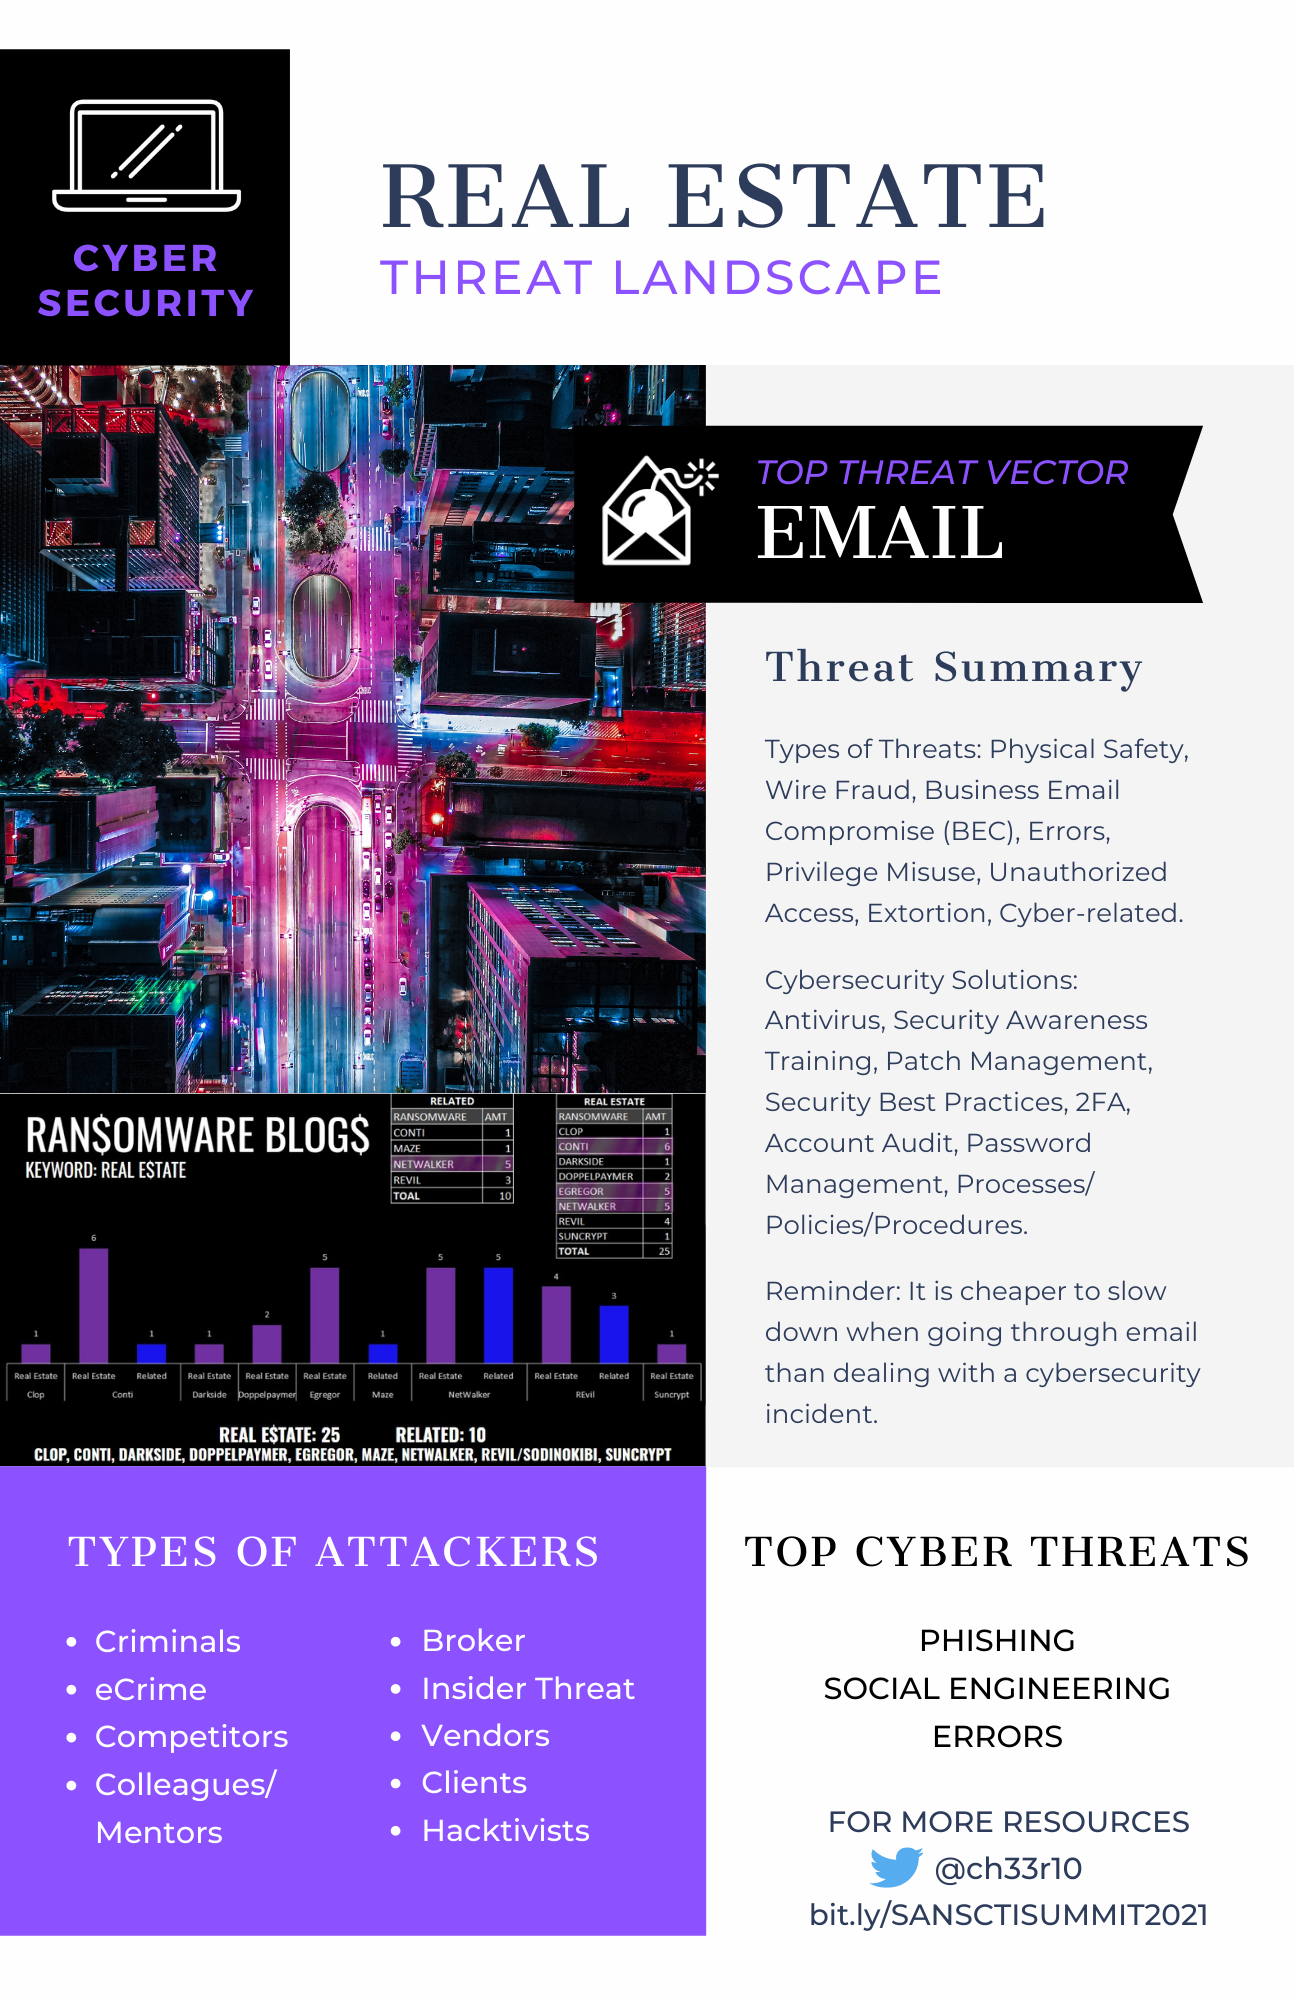 CYBER
SECURITY
REAL ESTATE
THREAT LANDSCAPE
TOP THREAT VECTOR
EMAIL
Threat Summary
Types of Threats: Physical Safety,
Wire Fraud, Business Email
Compromise (BEC), Errors,
Privilege Misuse, Unauthorized
Access, Extortion, Cyber-related.
Cybersecurity Solutions:
Antivirus, Security Awareness
Training, Patch Management,
Security Best Practices, 2FA,
Account Audit, Password
Management, Processes/
Policies/Procedures.
Reminder: It is cheaper to slow
down when going through email
than dealing with a cybersecurity
incident.
RAN$OMWARE BLOG$
KEYWORD: REAL E$TATE
RELATED
RANSOMWARE AMT
CONTI 1
MAZE 1
NETWALKER 5
REVIL 3
TOAL 10
REAL ESTATE
RANSOMWARE AMT
CLOP 1
CONTI 6
DARKSIDE 1
DOPPELPAYMER 2
EGREGOR 5
NETWALKER 5
REVIL 4
SUNCRYPT 1
TOTAL 25
1 6 1 1 2 5 1 5 5 4 3 1
Real Estate Real Estate Related Real Estate Real Estate Real Estate Related Real Estate Related Real Estate Related Real Estate
Clop Conti Darkside Doppelpaymer Egregor Maze NetWalker REvil Suncrypt
REAL E$TATE: 25 RELATED: 10
CLOP, CONTI, DARKSIDE, DOPPELPAYMER, EGREGOR, MAZE, NETWALKER, REVIL/SODINOKIBI, SUNCRYPT
TYPES OF ATTACKERS
• Criminals
• eCrime
• Competitors
• Colleagues/
Mentors
• Broker
• Insider Threat
• Vendors
• Clients
• Hacktivists
TOP CYBER THREATS
PHISHING
SOCIAL ENGINEERING
ERRORS
FOR MORE RESOURCES
@ch33r10
bit.ly/SANSCTISUMMIT2021